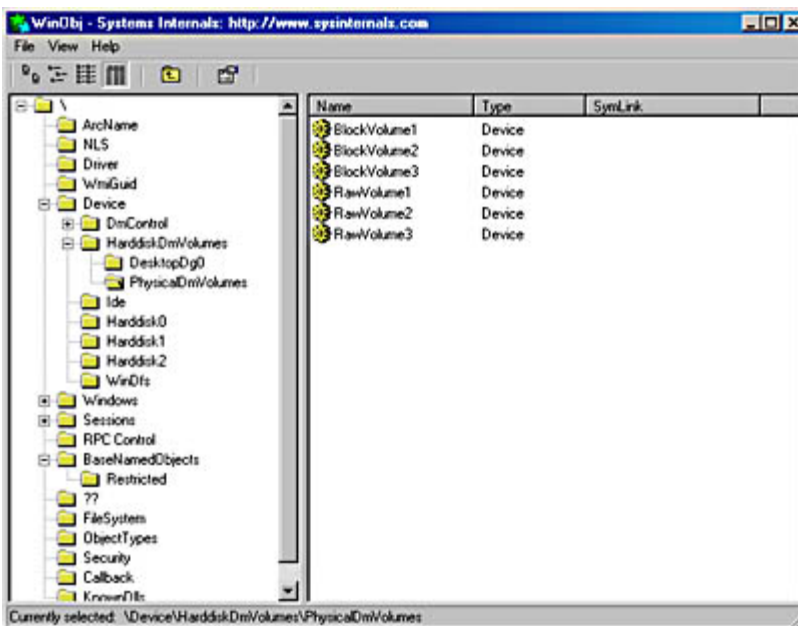 WinObj - Systems Internals: http://www.sysinternals.com
File View Help
\
ArcName
NLS
Driver
WmiGuid
Device
DmControl
HarddiskDmVolumes
DesktopDg0
PhysicalDmVolumes
Ide
Harddisk0
Harddisk1
Harddisk2
WinDfs
Windows
Sessions
RPC Control
BaseNamedObjects
Restricted
??
FileSystem
ObjectTypes
Security
Callback
KnownDlls
Name Type SymLink
BlockVolume1 Device
BlockVolume2 Device
BlockVolume3 Device
RawVolume1 Device
RawVolume2 Device
RawVolume3 Device
Currently selected: \Device\HarddiskDmVolumes\PhysicalDmVolumes